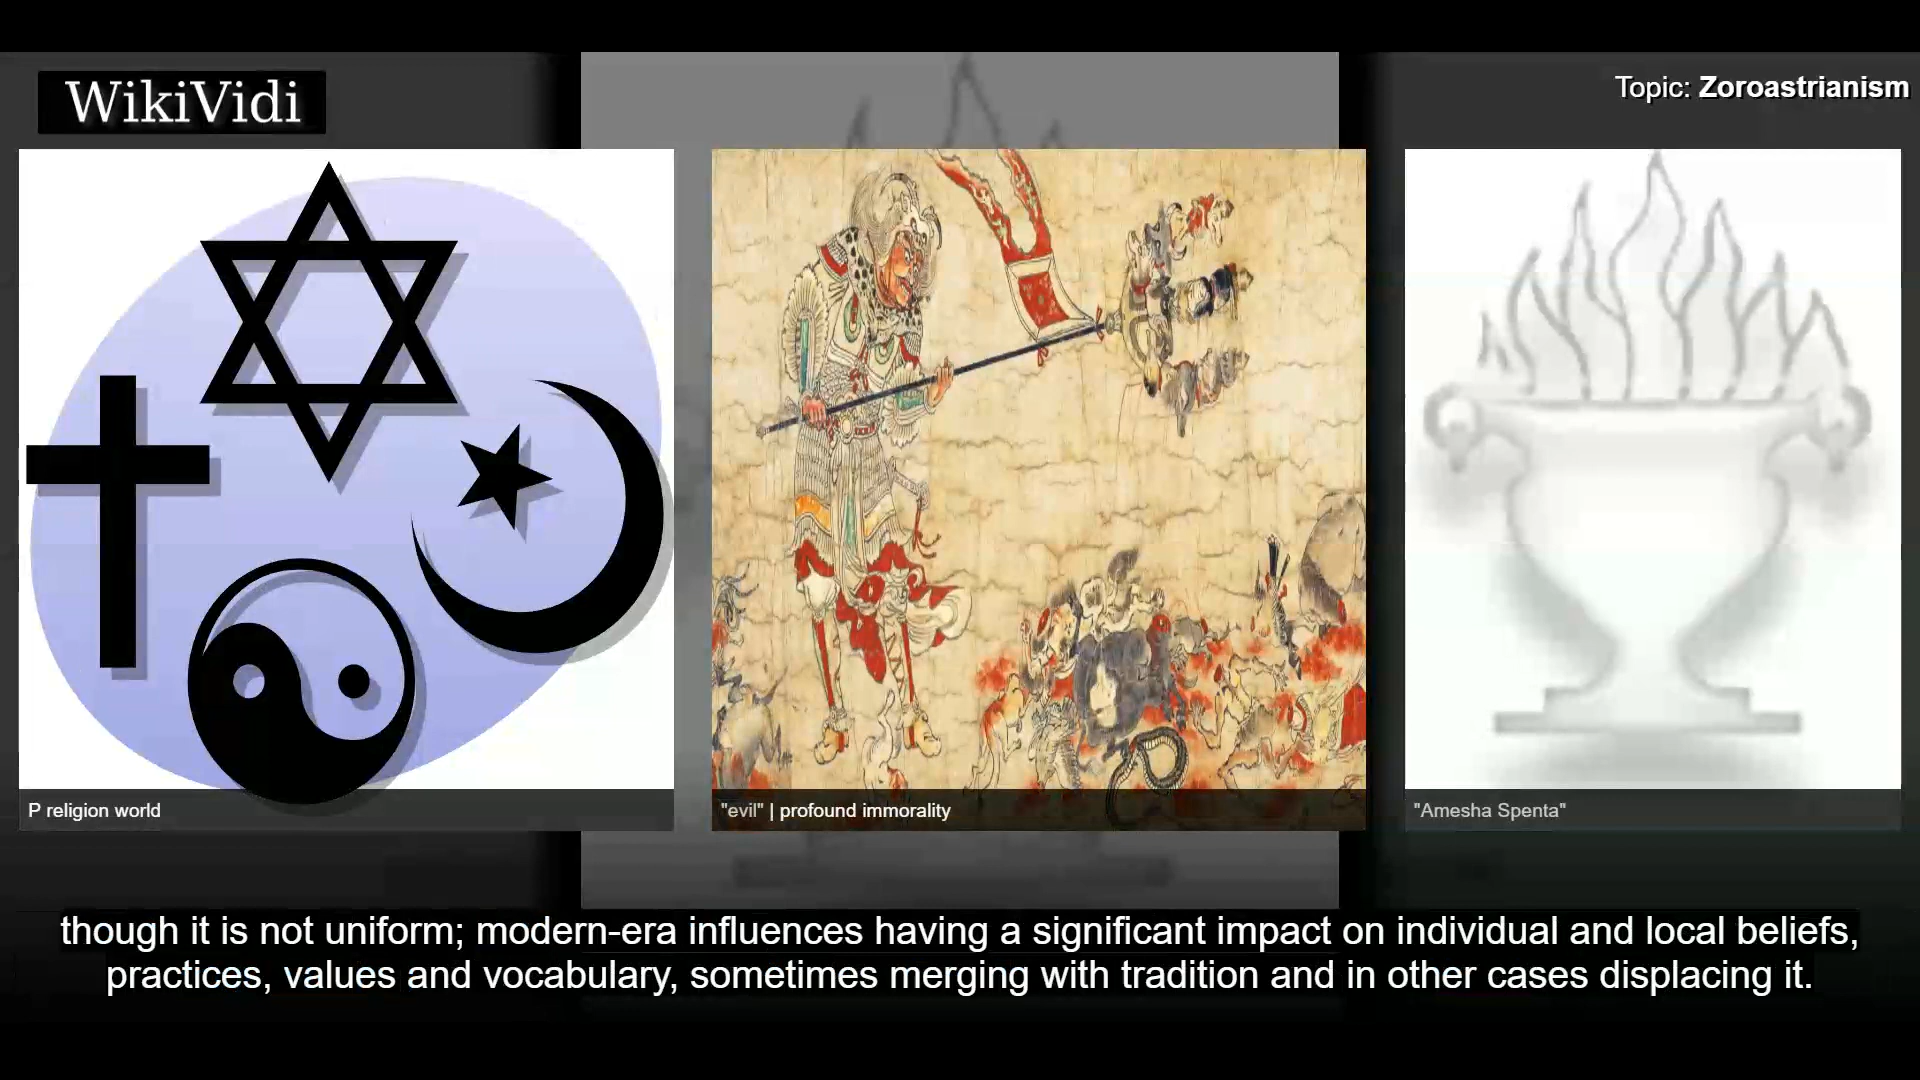 WikiVidi
Topic: Zoroastrianism
P religion world
"evil" | profound immorality
"Amesha Spenta"
though it is not uniform; modern-era influences having a significant impact on individual and local beliefs,
practices, values and vocabulary, sometimes merging with tradition and in other cases displacing it.